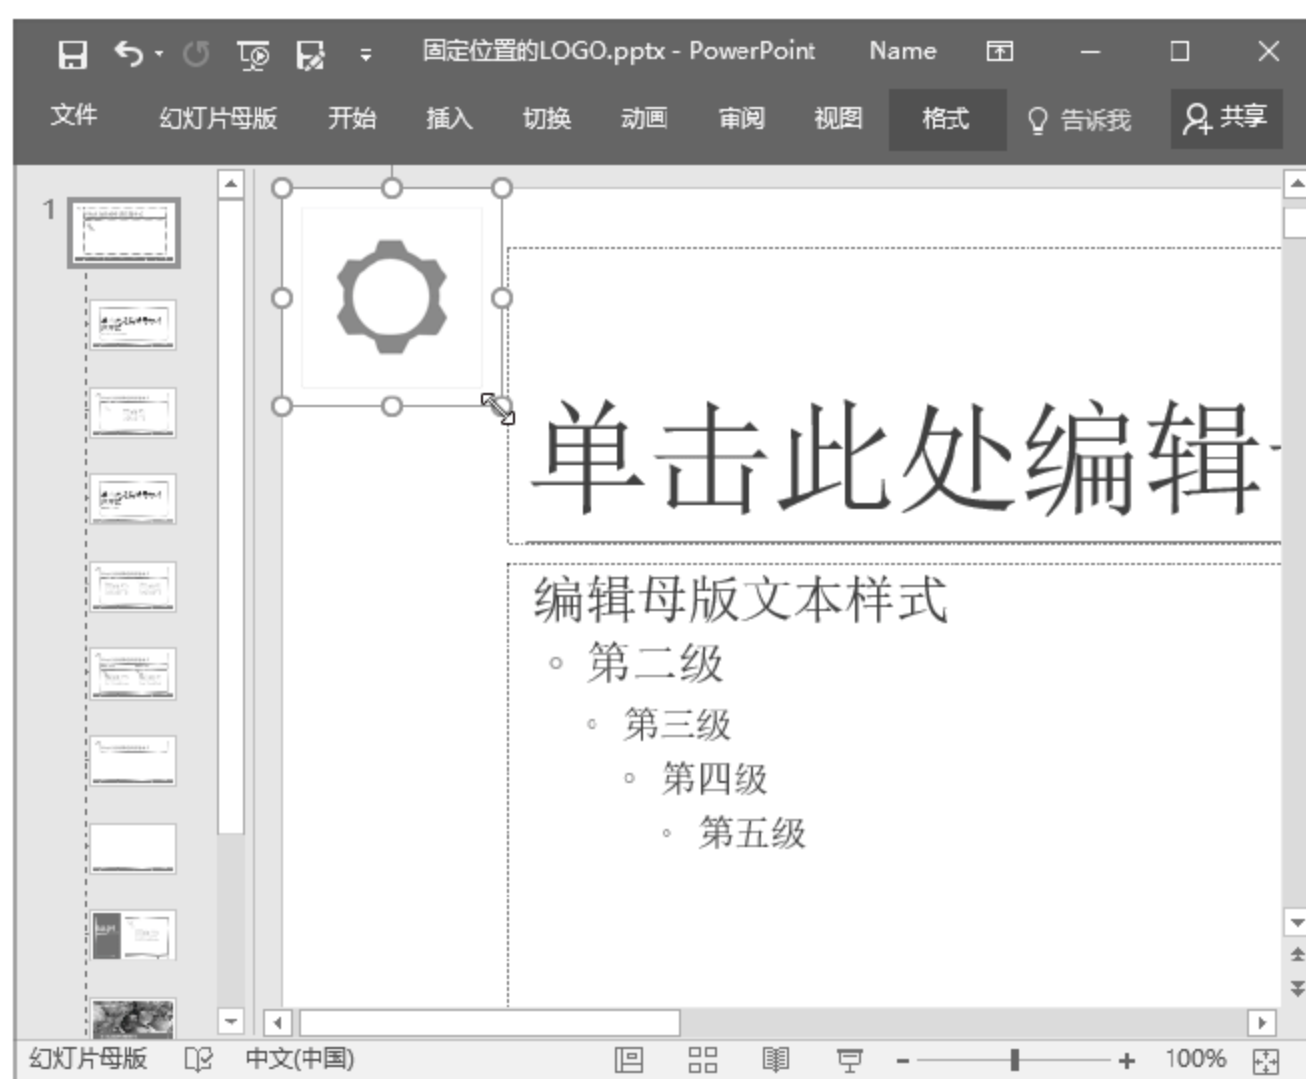 固定位置的LOGO.pptx - PowerPoint Name
文件 幻灯片母版 开始 插入 切换 动画 审阅 视图 格式 告诉我 共享
1
单击此处编辑
编辑母版文本样式
第二级
第三级
第四级
第五级
幻灯片母版 中文(中国) 100%